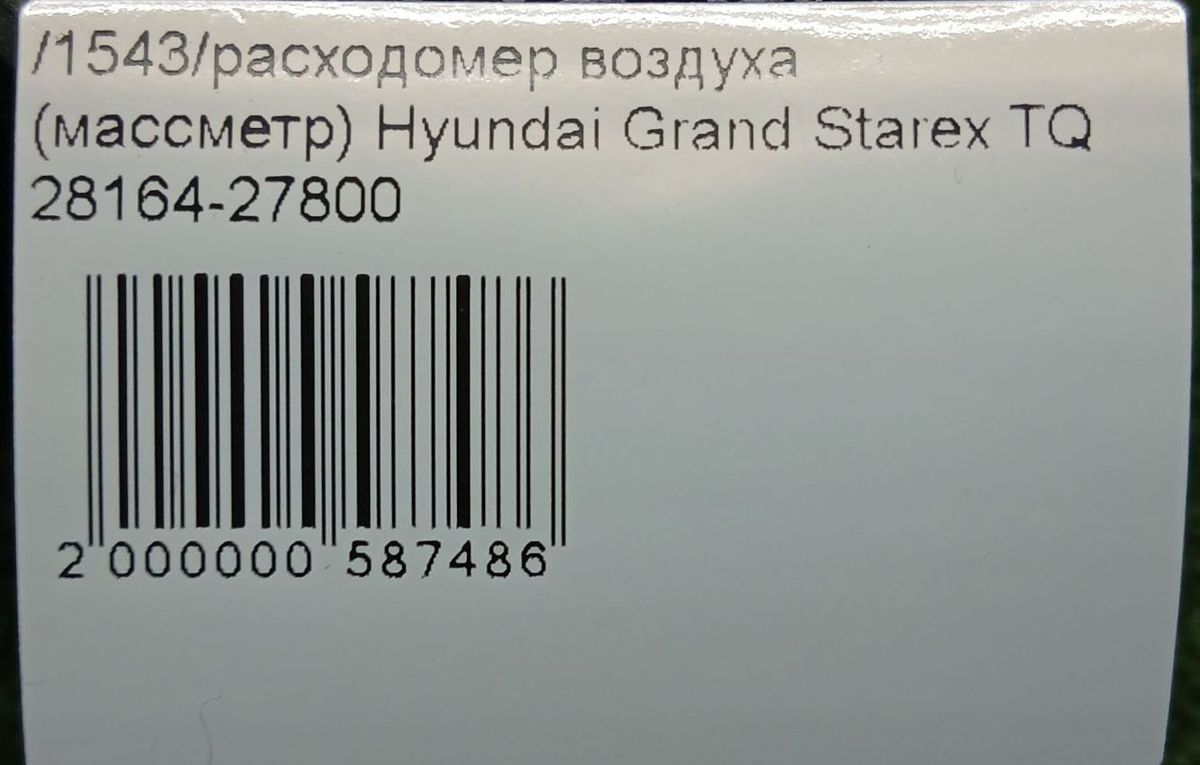 /1543/расходомер воздуха
(массметр) Hyundai Grand Starex TQ
28164-27800
2 000000 587486